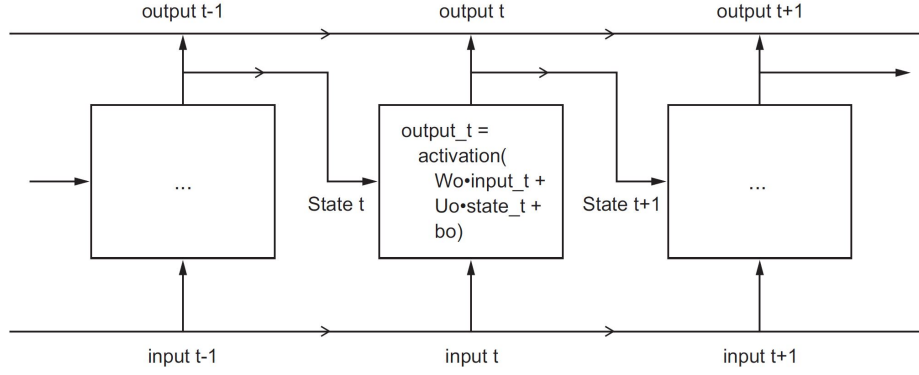 output t-1
output t
output t+1
...
output_t =
activation(
Wo•input_t +
Uo•state_t +
bo)
...
State t
State t+1
input t-1
input t
input t+1